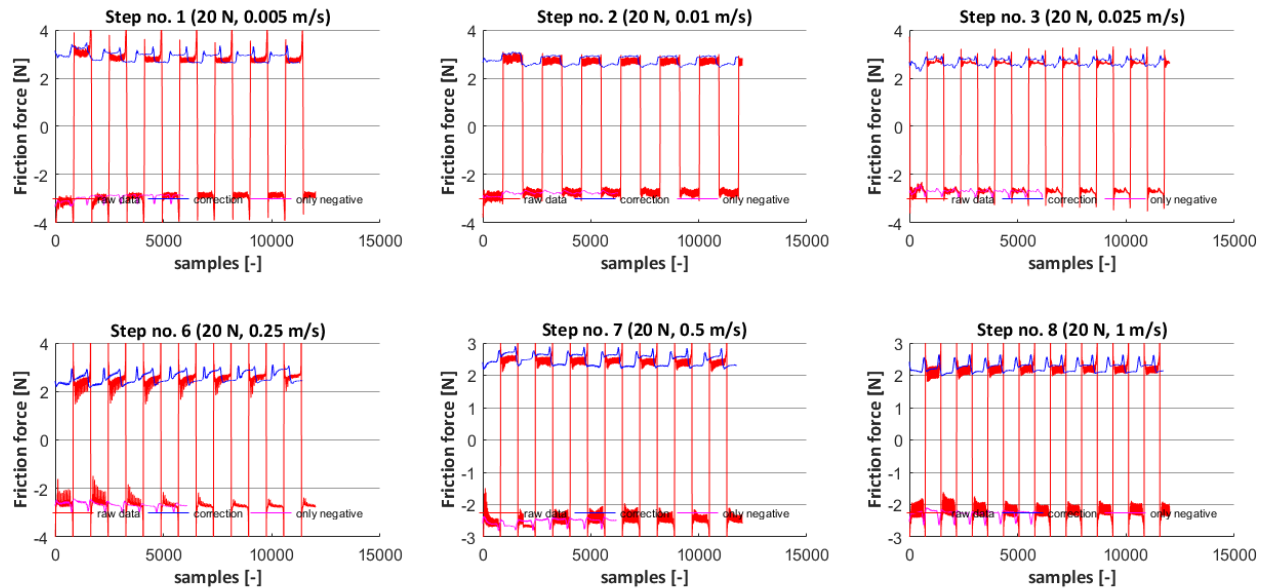 Step no. 1 (20 N, 0.005 m/s)
Friction force [N]
4
2
0
-2
-4
raw data correction only negative
0 5000 10000 15000
samples [-]
Step no. 2 (20 N, 0.01 m/s)
Friction force [N]
4
2
0
-2
-4
raw data correction only negative
0 5000 10000 15000
samples [-]
Step no. 3 (20 N, 0.025 m/s)
Friction force [N]
4
2
0
-2
-4
raw data correction only negative
0 5000 10000 15000
samples [-]
Step no. 6 (20 N, 0.25 m/s)
Friction force [N]
4
2
0
-2
-4
raw data correction only negative
0 5000 10000 15000
samples [-]
Step no. 7 (20 N, 0.5 m/s)
Friction force [N]
3
2
1
0
-1
-2
-3
raw data correction only negative
0 5000 10000 15000
samples [-]
Step no. 8 (20 N, 1 m/s)
Friction force [N]
3
2
1
0
-1
-2
-3
raw data correction only negative
0 5000 10000 15000
samples [-]